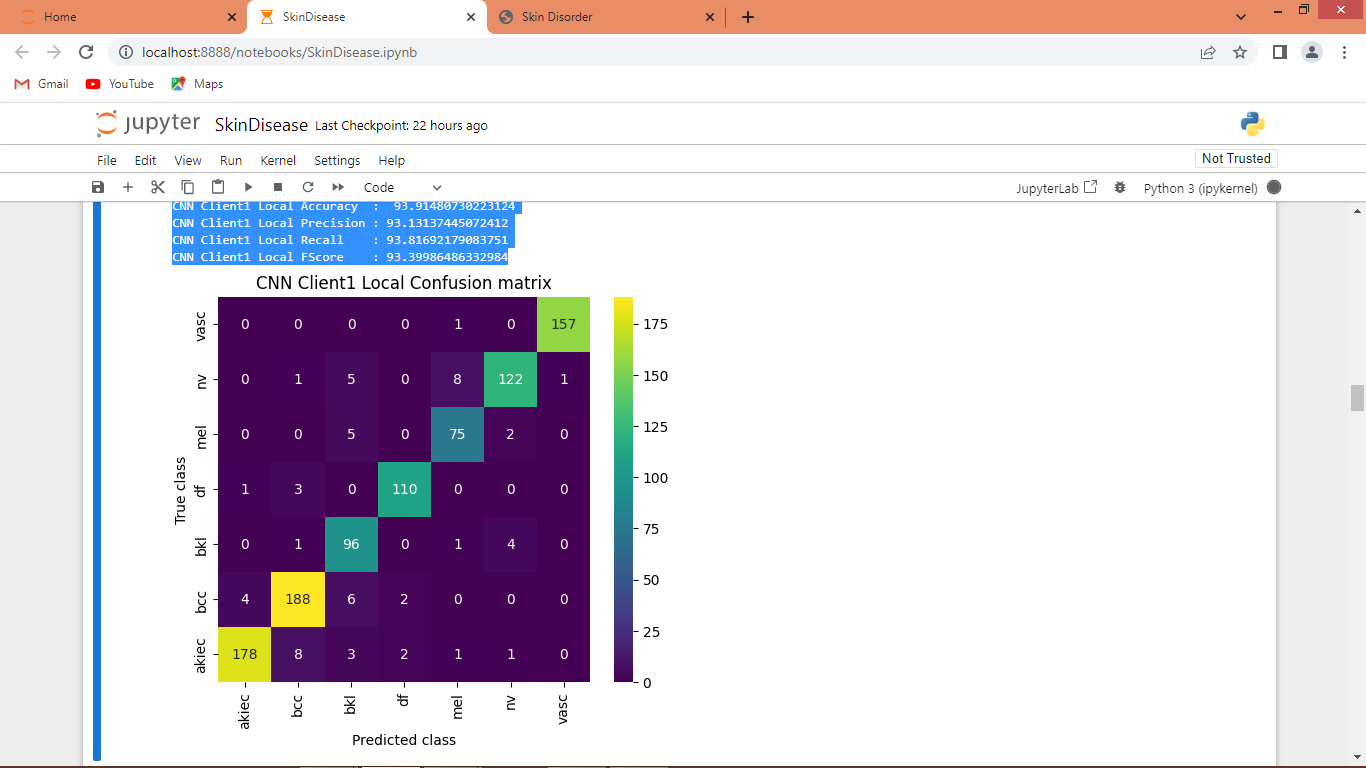 Home
SkinDisease
Skin Disorder
localhost:8888/notebooks/SkinDisease.ipynb
Gmail
YouTube
Maps
jupyter SkinDisease Last Checkpoint: 22 hours ago
File Edit View Run Kernel Settings Help
Not Trusted
Code
JupyterLab
Python 3 (ipykernel)
CNN Client1 Local Accuracy : 93.91480730223124
CNN Client1 Local Precision : 93.13137445072412
CNN Client1 Local Recall : 93.81692179083751
CNN Client1 Local FScore : 93.39986486332984
CNN Client1 Local Confusion matrix
vasc 0 0 0 0 1 0 157
nv 0 1 5 0 8 122 1
mel 0 0 5 0 75 2 0
df 1 3 0 110 0 0 0
bkl 0 1 96 0 1 4 0
bcc 4 188 6 2 0 0 0
akiec 178 8 3 2 1 1 0
True class
akiec bcc bkl df mel nv vasc
Predicted class
175
150
125
100
75
50
25
0